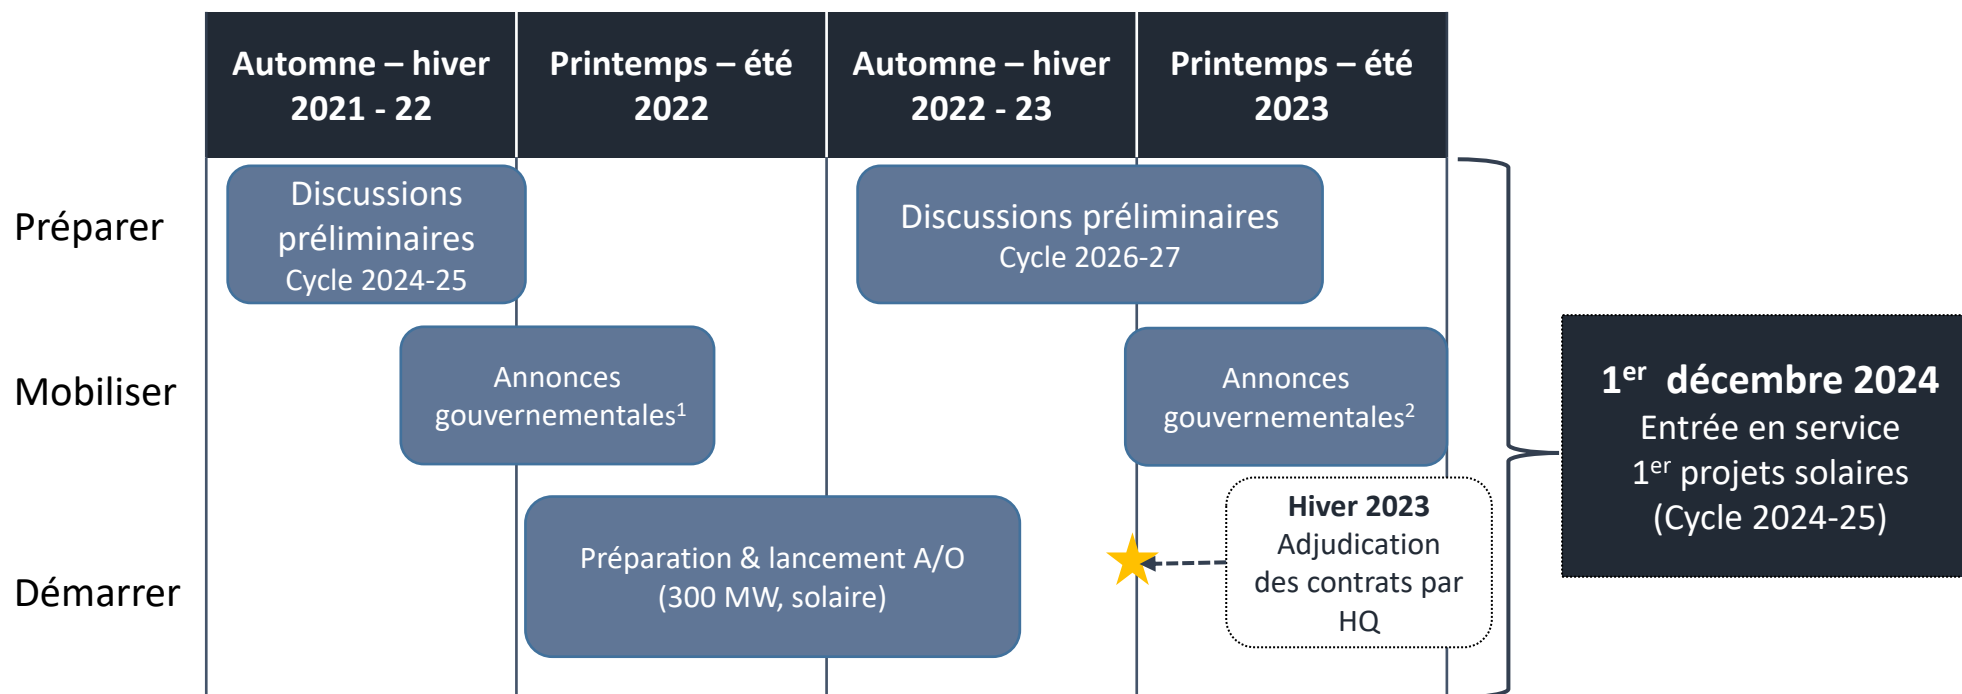 Automne – hiver
2021 - 22
Printemps – été
2022
Automne – hiver
2022 - 23
Printemps – été
2023
Préparer
Discussions
préliminaires
Cycle 2024-25
Discussions préliminaires
Cycle 2026-27
Mobiliser
Annonces
gouvernementales¹
Annonces
gouvernementales²
Démarrer
Préparation & lancement A/O
(300 MW, solaire)
Hiver 2023
Adjudication
des contrats par
HQ
1er décembre 2024
Entrée en service
1er projets solaires
(Cycle 2024-25)